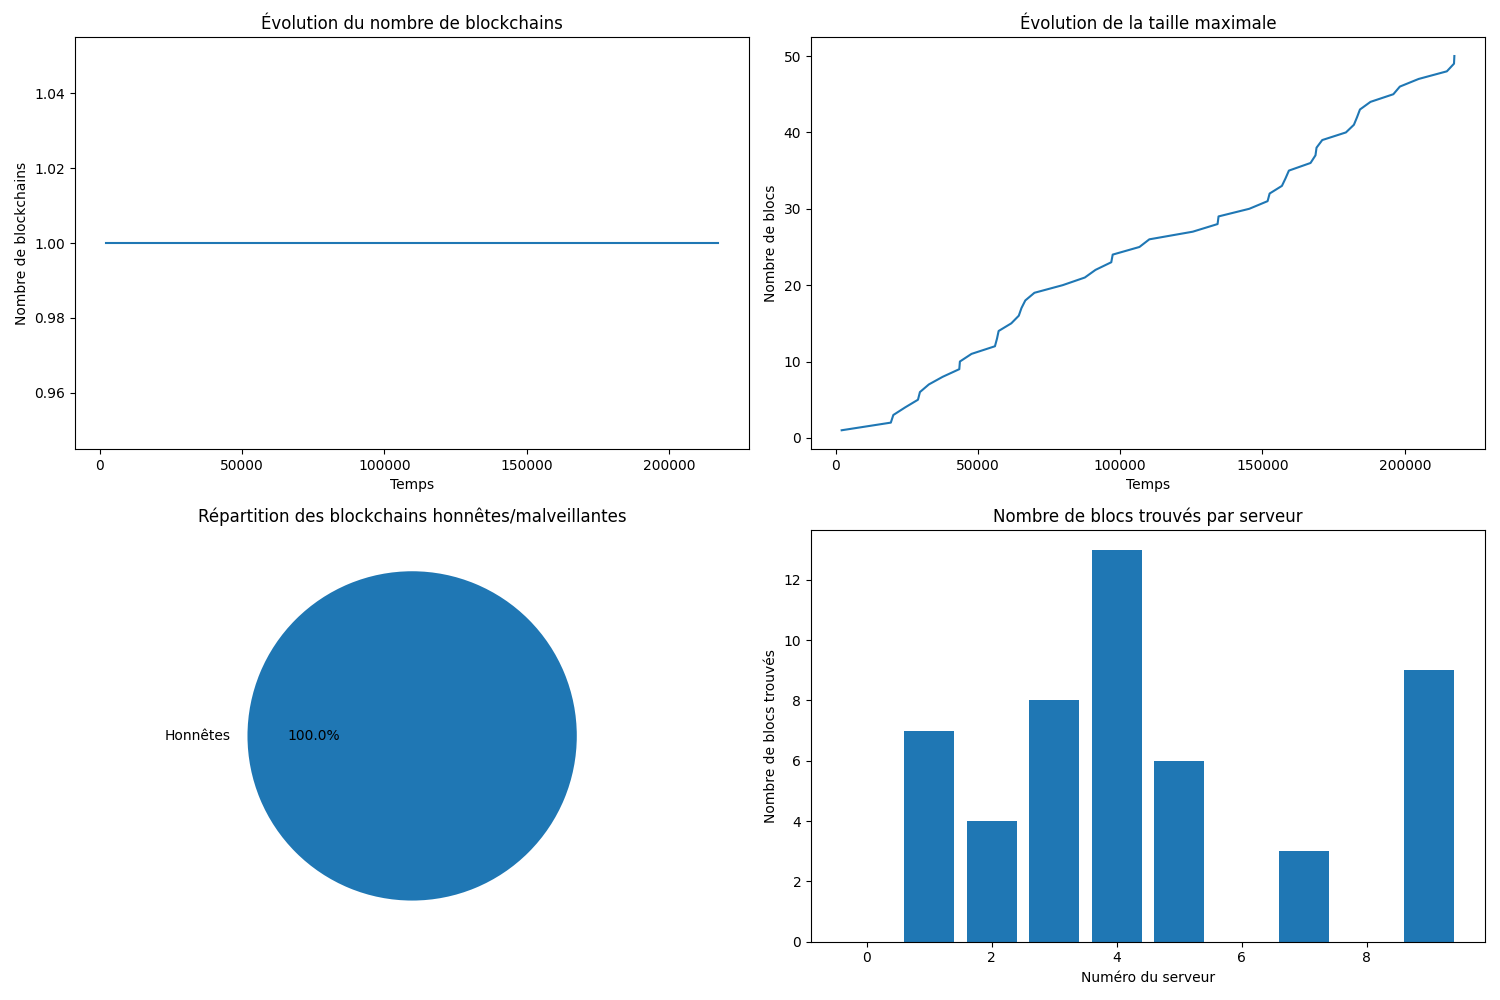 Évolution du nombre de blockchains
1.04
1.02
1.00
0.98
0.96
Nombre de blockchains
0 50000 100000 150000 200000
Temps
Évolution de la taille maximale
50
40
30
20
10
0
Nombre de blocs
0 50000 100000 150000 200000
Temps
Répartition des blockchains honnêtes/malveillantes
Honnêtes 100.0%
Nombre de blocs trouvés par serveur
12
10
8
6
4
2
0
Nombre de blocs trouvés
0 2 4 6 8
Numéro du serveur